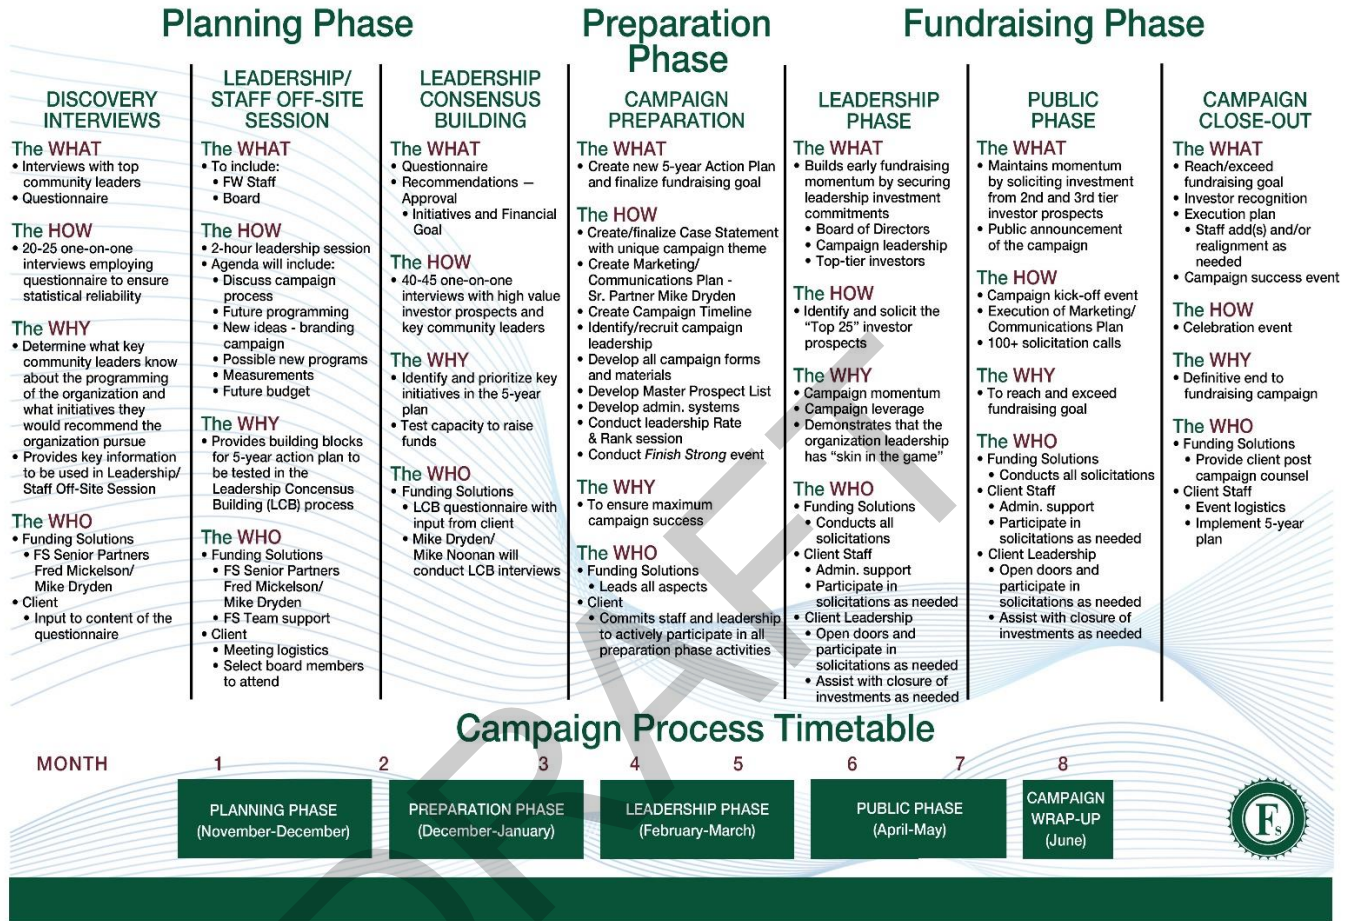 Planning Phase
Preparation
Phase
Fundraising Phase
DISCOVERY
INTERVIEWS
The WHAT
• Interviews with top
community leaders
• Questionnaire
The HOW
• 20-25 one-on-one
interviews employing
questionnaire to ensure
statistical reliability
The WHY
• Determine what key
community leaders know
about the programming
of the organization and
what initiatives they
would recommend the
organization pursue
• Provides key information
to be used in Leadership/
Staff Off-Site Session
The WHO
• Funding Solutions
• FS Senior Partners
Fred Mickelson/
Mike Dryden
• Client
• Input to content of the
questionnaire
LEADERSHIP/
STAFF OFF-SITE
SESSION
The WHAT
• To include:
• FW Staff
• Board
The HOW
• 2-hour leadership session
• Agenda will include:
• Discuss campaign
process
• Future programming
• New ideas - branding
campaign
• Possible new programs
• Measurements
• Future budget
The WHY
• Provides building blocks
for 5-year action plan to
be tested in the
Leadership Concensus
Building (LCB) process
The WHO
• Funding Solutions
• FS Senior Partners
Fred Mickelson/
Mike Dryden
• FS Team support
• Client
• Meeting logistics
• Select board members
to attend
LEADERSHIP
CONSENSUS
BUILDING
The WHAT
• Questionnaire
• Recommendations —
Approval
• Initiatives and Financial
Goal
The HOW
• 40-45 one-on-one
interviews with high value
investor prospects and
key community leaders
The WHY
• Identify and prioritize key
initiatives in the 5-year
plan
• Test capacity to raise
funds
The WHO
• Funding Solutions
• LCB questionnaire with
input from client
• Mike Dryden/
Mike Noonan will
conduct LCB interviews
CAMPAIGN
PREPARATION
The WHAT
• Create new 5-year Action Plan
and finalize fundraising goal
The HOW
• Create/finalize Case Statement
with unique campaign theme
• Create Marketing/
Communications Plan -
Sr. Partner Mike Dryden
• Create Campaign Timeline
• Identify/recruit campaign
leadership
• Develop all campaign forms
and materials
• Develop Master Prospect List
• Develop admin. systems
• Conduct leadership Rate
& Rank session
• Conduct Finish Strong event
The WHY
• To ensure maximum
campaign success
The WHO
• Funding Solutions
• Leads all aspects
• Client
• Commits staff and leadership
to actively participate in all
preparation phase activities
LEADERSHIP
PHASE
The WHAT
• Builds early fundraising
momentum by securing
leadership investment
commitments
• Board of Directors
• Campaign leadership
• Top-tier investors
The HOW
• Identify and solicit the
“Top 25” investor
prospects
The WHY
• Campaign momentum
• Campaign leverage
• Demonstrates that the
organization leadership
has “skin in the game”
The WHO
• Funding Solutions
• Conducts all
solicitations
• Client Staff
• Admin. support
• Participate in
solicitations as needed
• Client Leadership
• Open doors and
participate in
solicitations as needed
• Assist with closure of
investments as needed
PUBLIC
PHASE
The WHAT
• Maintains momentum
by soliciting investment
from 2nd and 3rd tier
investor prospects
• Public announcement
of the campaign
The HOW
• Campaign kick-off event
• Execution of Marketing/
Communications Plan
• 100+ solicitation calls
The WHY
• To reach and exceed
fundraising goal
The WHO
• Funding Solutions
• Conducts all solicitations
• Client Staff
• Admin. support
• Participate in
solicitations as needed
• Client Leadership
• Open doors and
participate in
solicitations as needed
• Assist with closure of
investments as needed
CAMPAIGN
CLOSE-OUT
The WHAT
• Reach/exceed
fundraising goal
• Investor recognition
• Execution plan
• Staff add(s) and/or
realignment as
needed
• Campaign success event
The HOW
• Celebration event
The WHY
• Definitive end to
fundraising campaign
The WHO
• Funding Solutions
• Provide client post
campaign counsel
• Client Staff
• Event logistics
• Implement 5-year
plan
DRAFT
Campaign Process Timetable
MONTH 1 2 3 4 5 6 7 8
PLANNING PHASE
(November-December)
PREPARATION PHASE
(December-January)
LEADERSHIP PHASE
(February-March)
PUBLIC PHASE
(April-May)
CAMPAIGN
WRAP-UP
(June)
Fs